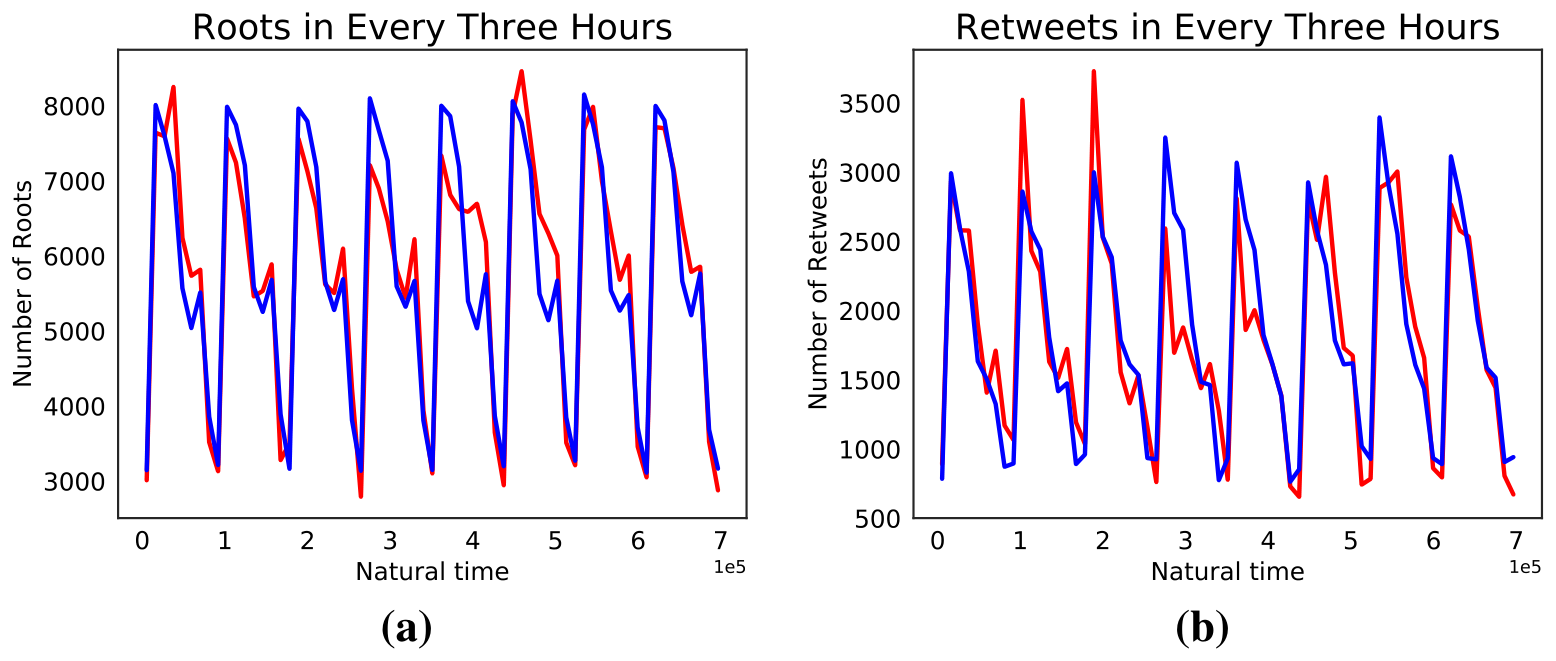 Roots in Every Three Hours
Number of Roots
8000
7000
6000
5000
4000
3000
0 1 2 3 4 5 6 7
1e5
Natural time
(a)
Retweets in Every Three Hours
Number of Retweets
3500
3000
2500
2000
1500
1000
500
0 1 2 3 4 5 6 7
1e5
Natural time
(b)